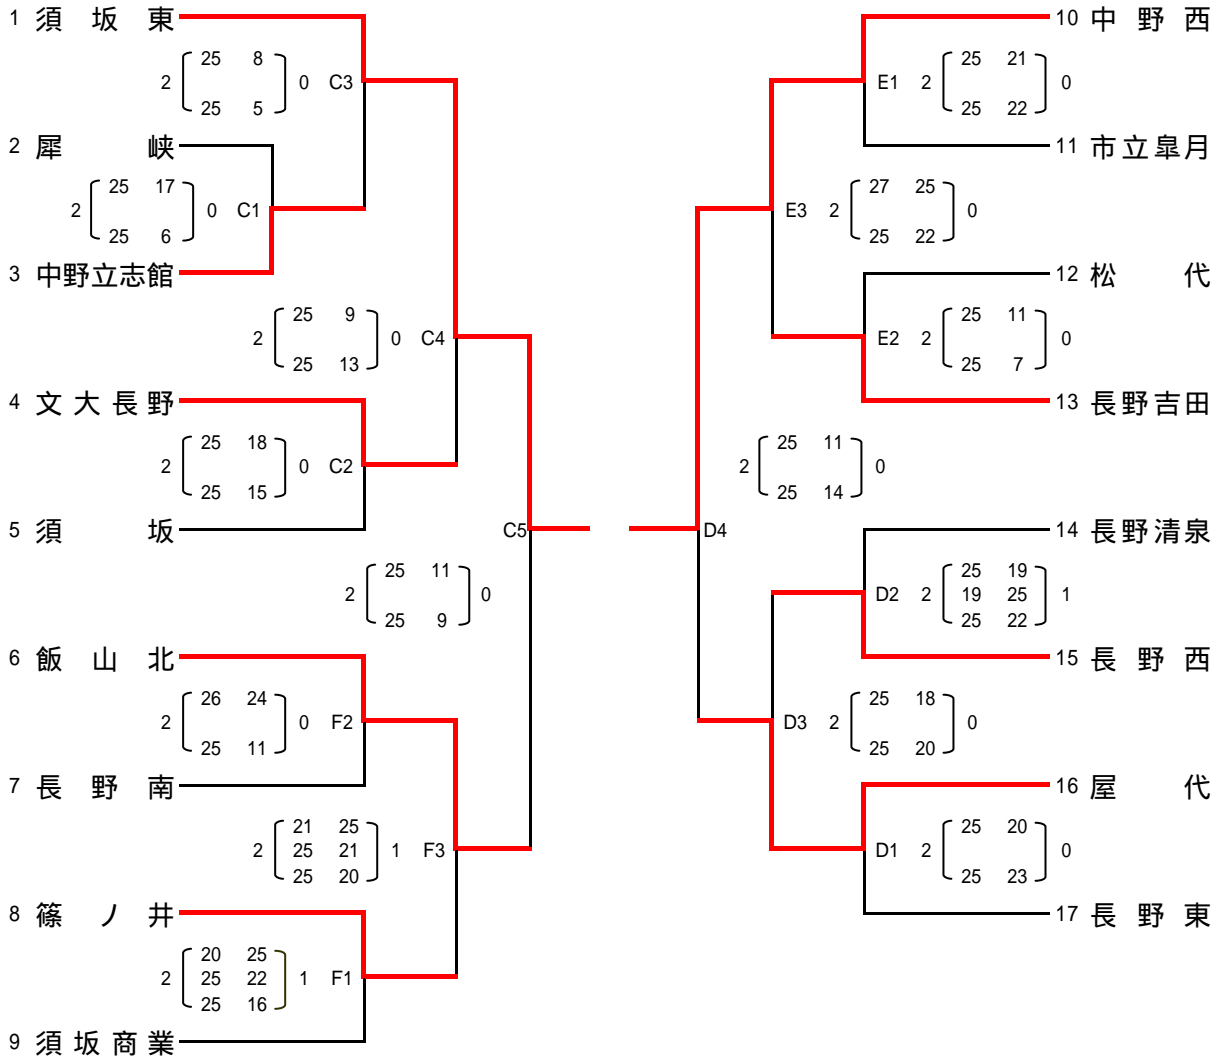 1 須坂東
25 8
2 0 C3
25 5
2 犀峡
25 17
2 0 C1
25 6
3 中野立志館
25 9
2 0 C4
25 13
4 文大長野
25 18
2 0 C2
25 15
5 須坂
C5
25 11
2 0
25 9
6 飯山北
26 24
2 0 F2
25 11
7 長野南
21 25
2 25 21 1 F3
25 20
8 篠ノ井
20 25
2 25 22 1 F1
25 16
9 須坂商業
10 中野西
25 21
E1 2 0
25 22
11 市立皐月
27 25
E3 2 0
25 22
12 松代
25 11
E2 2 0
25 7
13 長野吉田
25 11
2 0
25 14
D4
14 長野清泉
25 19
D2 2 19 25 1
25 22
15 長野西
25 18
D3 2 0
25 20
16 屋代
25 20
D1 2 0
25 23
17 長野東